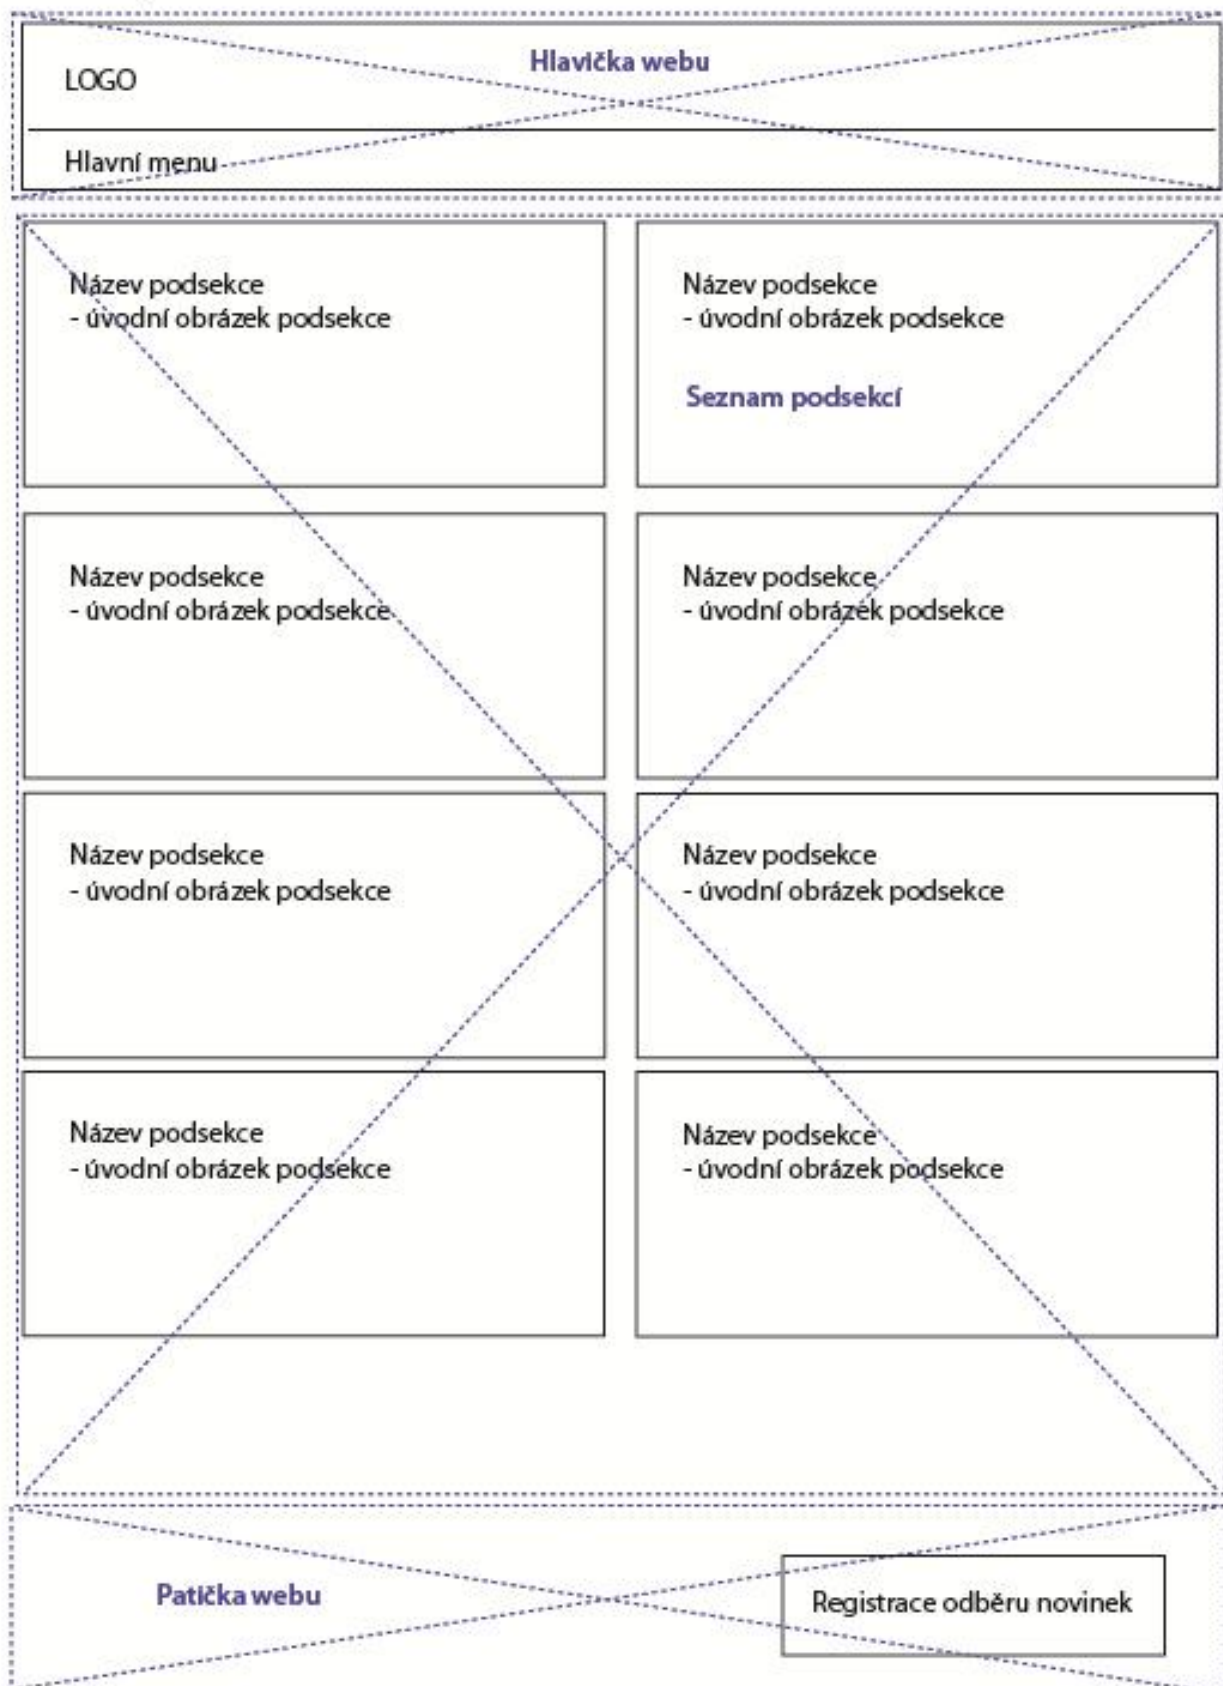 Hlavička webu
LOGO
Hlavní menu
Název podsekce
- úvodní obrázek podsekce
Název podsekce
- úvodní obrázek podsekce
Seznam podsekcí
Název podsekce
- úvodní obrázek podsekce
Název podsekce
- úvodní obrázek podsekce
Název podsekce
- úvodní obrázek podsekce
Název podsekce
- úvodní obrázek podsekce
Název podsekce
- úvodní obrázek podsekce
Název podsekce
- úvodní obrázek podsekce
Patička webu
Registrace odběru novinek